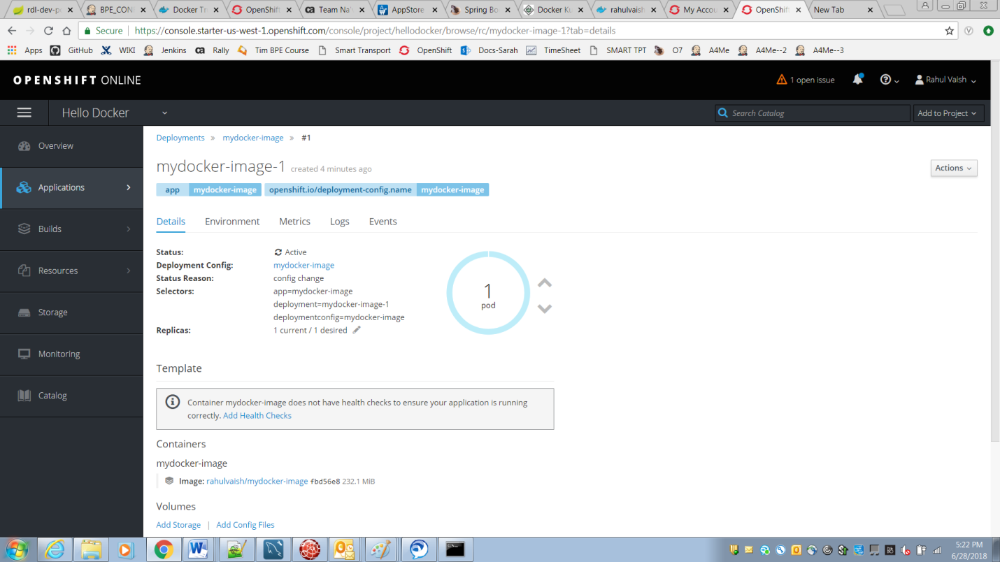 rdl-dev-p
BPE_CON
Docker Tr
OpenShift
Team Na'
AppStore
Spring Bo
Docker Ku
rahulvaish
My Accou
OpenShift
New Tab
Secure
https://console.starter-us-west-1.openshift.com/console/project/hellodocker/browse/rc/mydocker-image-1?tab=details
Apps GitHub WIKI Jenkins ca Rally Tim BPE Course Smart Transport OpenShift Docs-Sarah TimeSheet SMART TPT O7 A4Me A4Me--2 A4Me--3
OPENSHIFT ONLINE
1 open issue
Rahul Vaish
Hello Docker
Search Catalog
Add to Project
Overview
Applications
Builds
Resources
Storage
Monitoring
Catalog
Deployments » mydocker-image » #1
mydocker-image-1 created 4 minutes ago
Actions
app mydocker-image openshift.io/deployment-config.name mydocker-image
Details Environment Metrics Logs Events
Status: Active
Deployment Config: mydocker-image
Status Reason: config change
Selectors: app=mydocker-image
deployment=mydocker-image-1
deploymentconfig=mydocker-image
Replicas: 1 current / 1 desired
1
pod
Template
Container mydocker-image does not have health checks to ensure your application is running
correctly. Add Health Checks
Containers
mydocker-image
Image: rahulvaish/mydocker-image fbd56e8 232.1 MiB
Volumes
Add Storage | Add Config Files
5:22 PM
6/28/2018